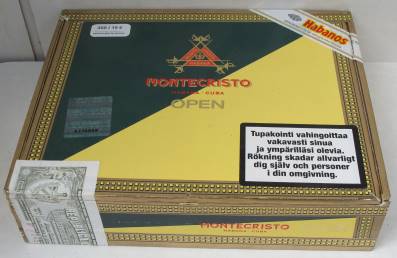 Habanos
HABANA
MONTECRISTO
HABANA · CUBA
OPEN
Tupakointi vahingoittaa
vakavasti sinua
ja ympärilläsi olevia.
Rökning skadar allvarligt
dig själv och personer
i din omgivning.
MONTECRISTO
HABANA · CUBA